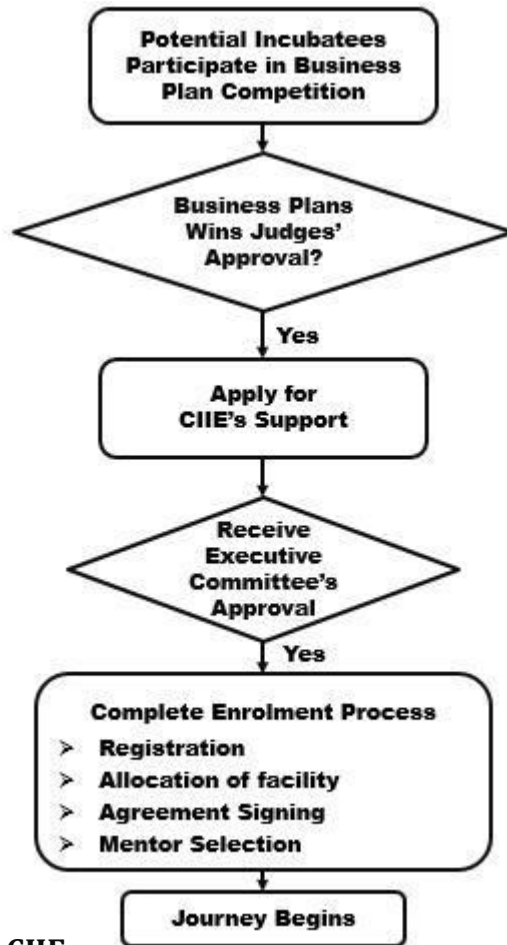 Potential Incubatees
Participate in Business
Plan Competition
Business Plans
Wins Judges'
Approval?
Yes
Apply for
CIIE's Support
Receive
Executive
Committee's
Approval
Yes
Complete Enrolment Process
➢ Registration
➢ Allocation of facility
➢ Agreement Signing
➢ Mentor Selection
Journey Begins